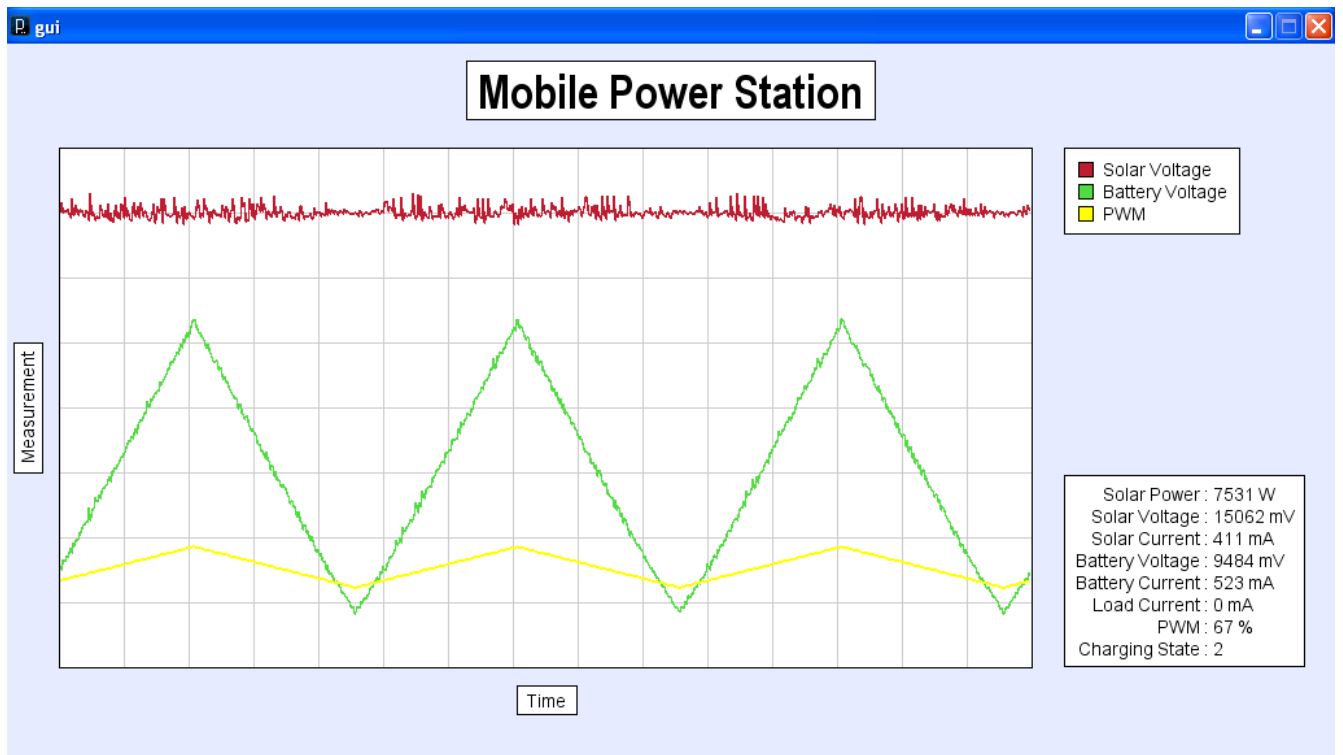 gui
Mobile Power Station
Solar Voltage
Battery Voltage
PWM
Measurement
Solar Power : 7531 W
Solar Voltage : 15062 mV
Solar Current : 411 mA
Battery Voltage : 9484 mV
Battery Current : 523 mA
Load Current : 0 mA
PWM : 67 %
Charging State : 2
Time